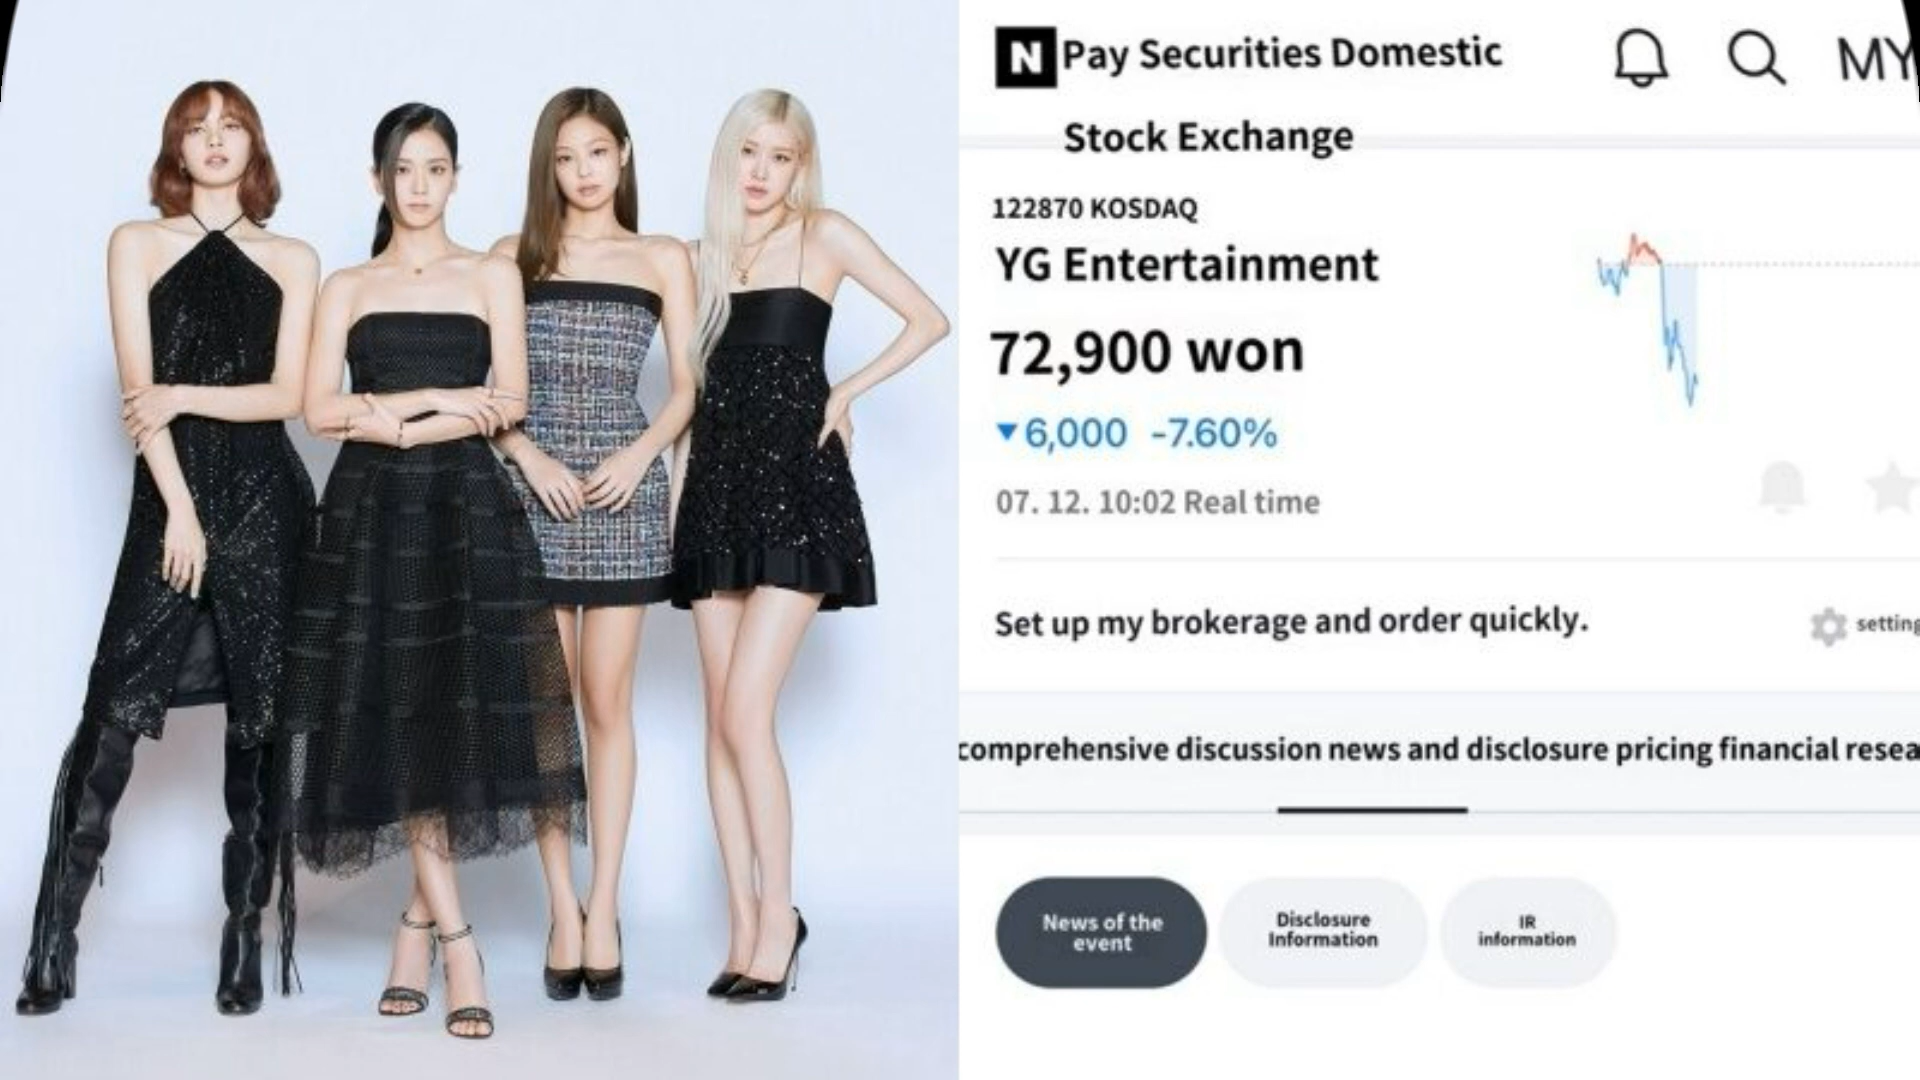 N Pay Securities Domestic
Stock Exchange
MY
122870 KOSDAQ
YG Entertainment
72,900 won
▼6,000 -7.60%
07. 12. 10:02 Real time
Set up my brokerage and order quickly.
setting
comprehensive discussion news and disclosure pricing financial resea
News of the
event
Disclosure
Information
IR
information